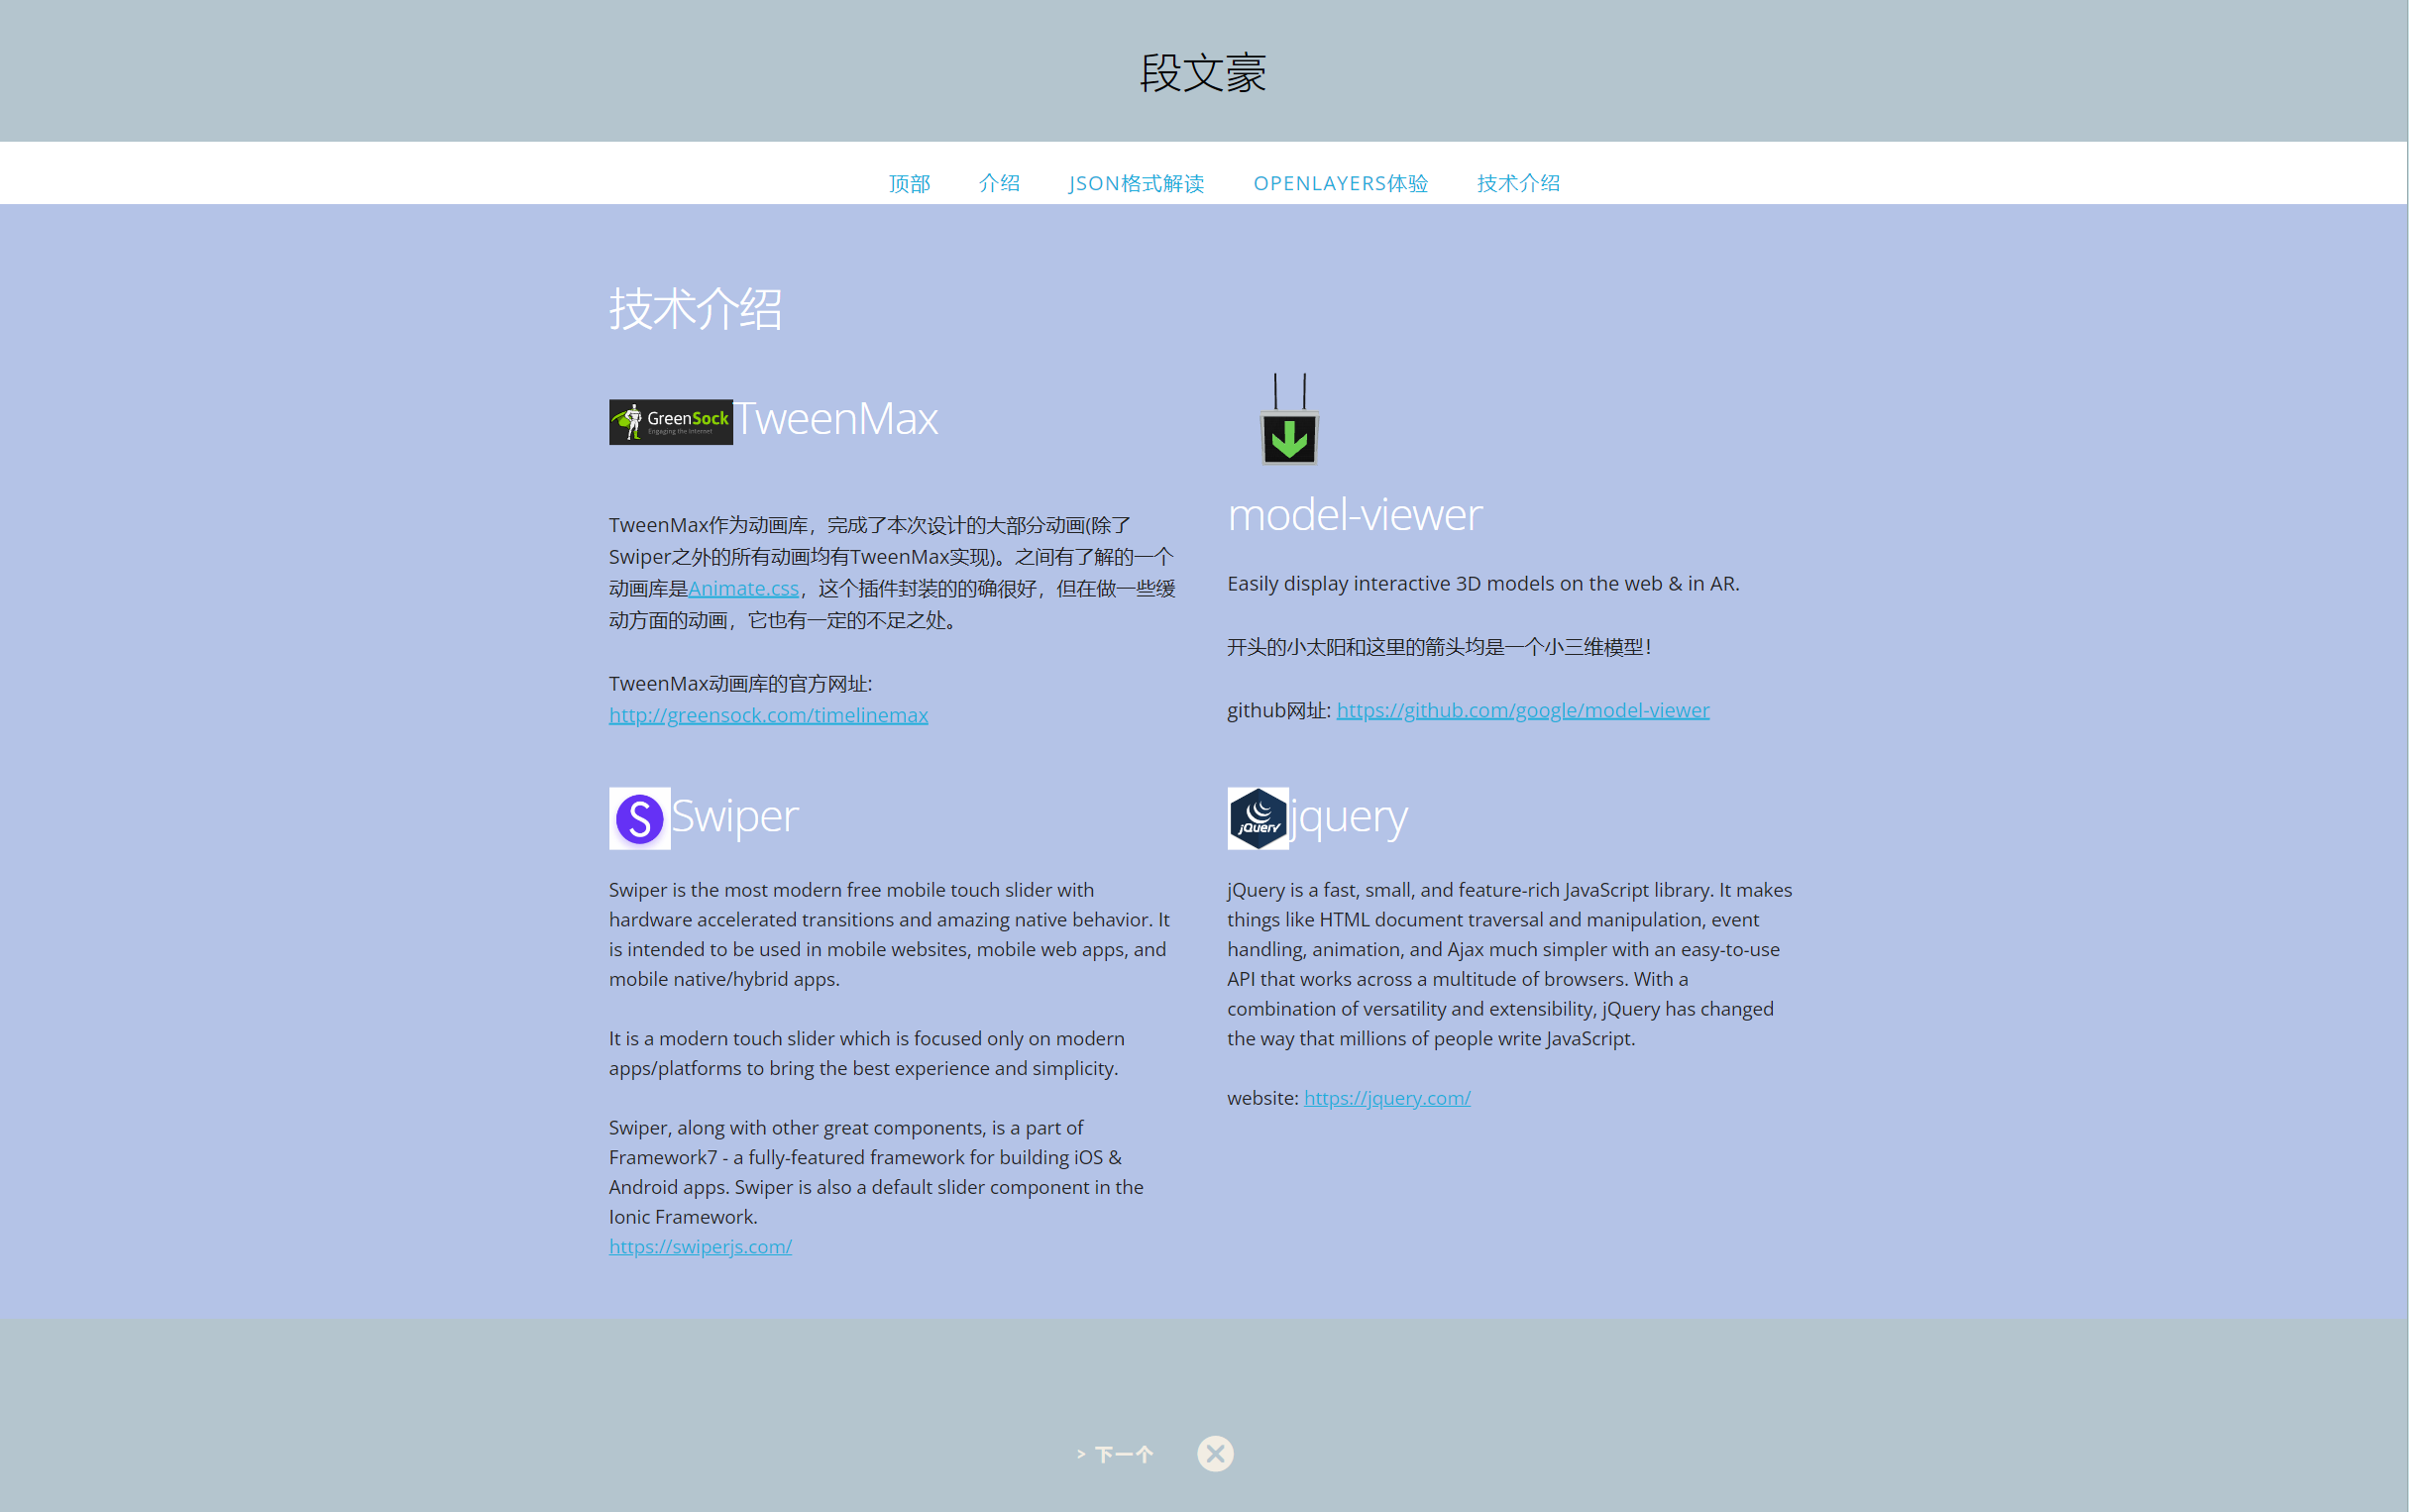 段文豪
顶部
介绍
JSON格式解读
OPENLAYERS体验
技术介绍
技术介绍
GreenSock
Engaging the Internet
TweenMax
TweenMax作为动画库，完成了本次设计的大部分动画(除了
Swiper之外的所有动画均有TweenMax实现)。之间有了解的一个
动画库是Animate.css，这个插件封装的的确很好，但在做一些缓
动方面的动画，它也有一定的不足之处。
TweenMax动画库的官方网址:
http://greensock.com/timelinemax
model-viewer
Easily display interactive 3D models on the web & in AR.
开头的小太阳和这里的箭头均是一个小三维模型！
github网址: https://github.com/google/model-viewer
S
Swiper
Swiper is the most modern free mobile touch slider with
hardware accelerated transitions and amazing native behavior. It
is intended to be used in mobile websites, mobile web apps, and
mobile native/hybrid apps.
It is a modern touch slider which is focused only on modern
apps/platforms to bring the best experience and simplicity.
Swiper, along with other great components, is a part of
Framework7 - a fully-featured framework for building iOS &
Android apps. Swiper is also a default slider component in the
Ionic Framework.
https://swiperjs.com/
jQuery
jquery
jQuery is a fast, small, and feature-rich JavaScript library. It makes
things like HTML document traversal and manipulation, event
handling, animation, and Ajax much simpler with an easy-to-use
API that works across a multitude of browsers. With a
combination of versatility and extensibility, jQuery has changed
the way that millions of people write JavaScript.
website: https://jquery.com/
> 下一个